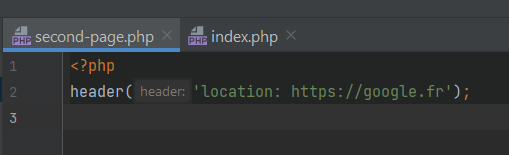 second-page.php index.php
1 <?php
2 header( header: 'location: https://google.fr');
3